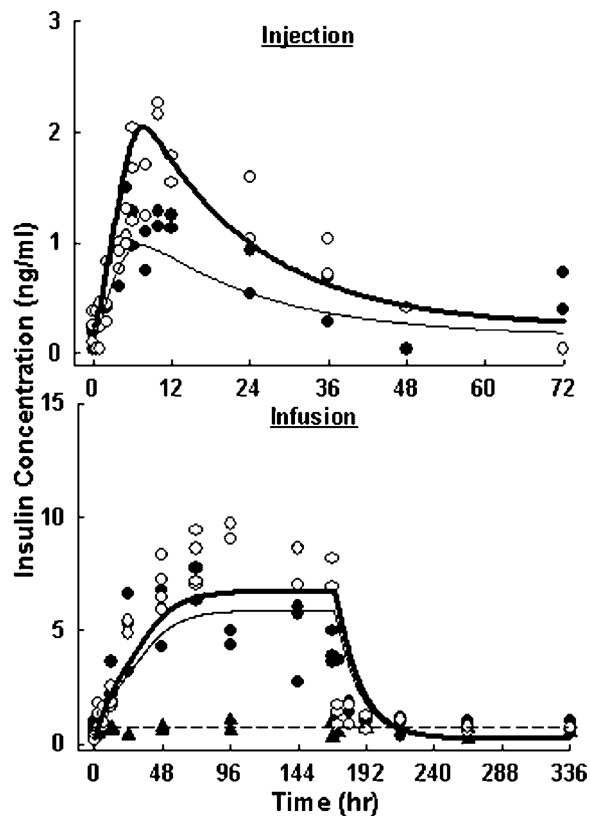 Injection
3
2
1
0
0 12 24 36 48 60 72
Insulin Concentration (ng/ml)
Infusion
15
10
5
0
0 48 96 144 192 240 288 336
Time (hr)